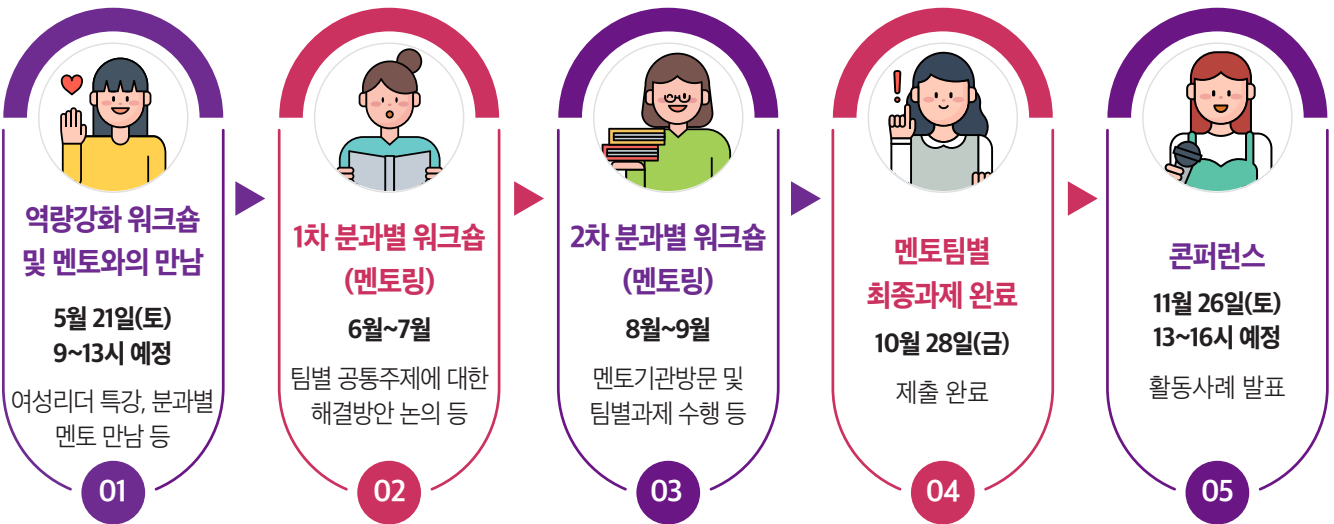 역량강화 워크숍
및 멘토와의 만남
5월 21일(토)
9~13시 예정
여성리더 특강, 분과별
멘토 만남 등
01
1차 분과별 워크숍
(멘토링)
6월~7월
팀별 공통주제에 대한
해결방안 논의 등
02
2차 분과별 워크숍
(멘토링)
8월~9월
멘토기관방문 및
팀별과제 수행 등
03
멘토팀별
최종과제 완료
10월 28일(금)
제출 완료
04
콘퍼런스
11월 26일(토)
13~16시 예정
활동사례 발표
05